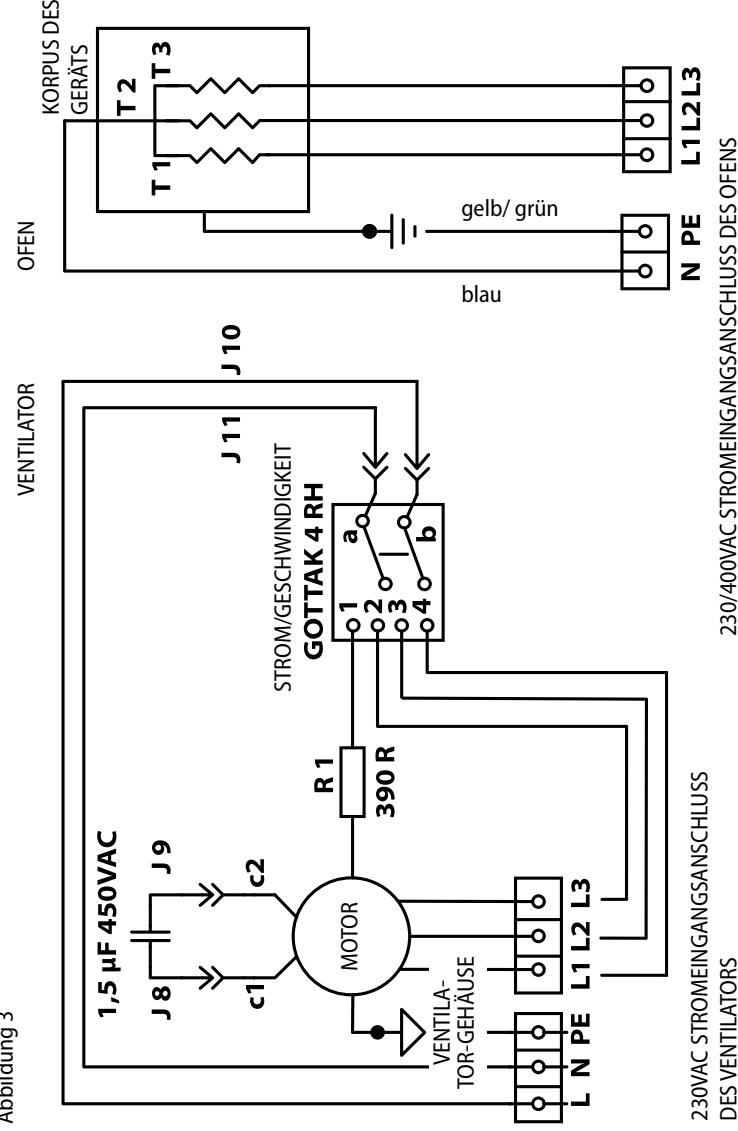 Abbildung 3
VENTILATOR
OFEN
KORPUS DES
GERÄTS
1,5 µF 450VAC
J 8
J 9
c1
c2
J 11
J 10
T 1
T 2
T 3
MOTOR
R 1
390 R
STROM/GESCHWINDIGKEIT
GOTTAK 4 RH
1
2
3
4
a
b
VENTILA-
TOR-GEHÄUSE
gelb/ grün
blau
L N PE
L1 L2 L3
N PE
L1 L2 L3
230VAC STROMEINGANGSANSCHLUSS
DES VENTILATORS
230/400VAC STROMEINGANGSANSCHLUSS DES OFENS